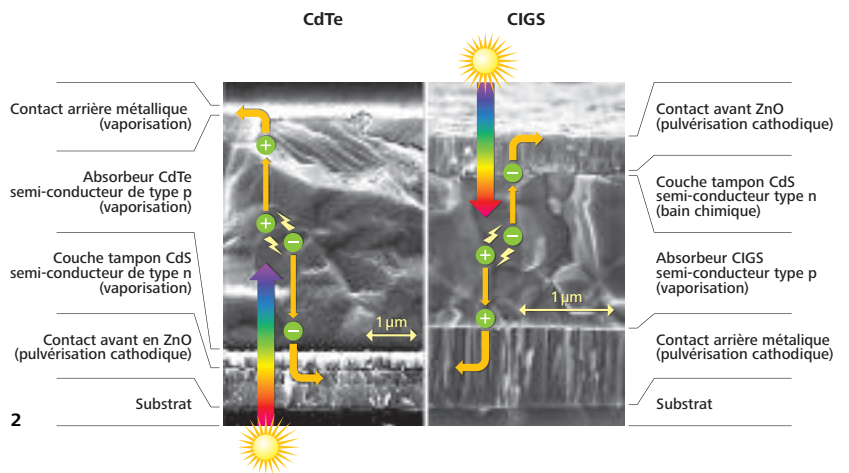 CdTe
CIGS
Contact arrière métallique
(vaporisation)
Absorbeur CdTe
semi-conducteur de type p
(vaporisation)
Couche tampon CdS
semi-conducteur de type n
(vaporisation)
Contact avant en ZnO
(pulvérisation cathodique)
Substrat
2
+
+
−
−
1 µm
−
−
+
+
1 µm
Contact avant ZnO
(pulvérisation cathodique)
Couche tampon CdS
semi-conducteur type n
(bain chimique)
Absorbeur CIGS
semi-conducteur type p
(vaporisation)
Contact arrière métalique
(pulvérisation cathodique)
Substrat